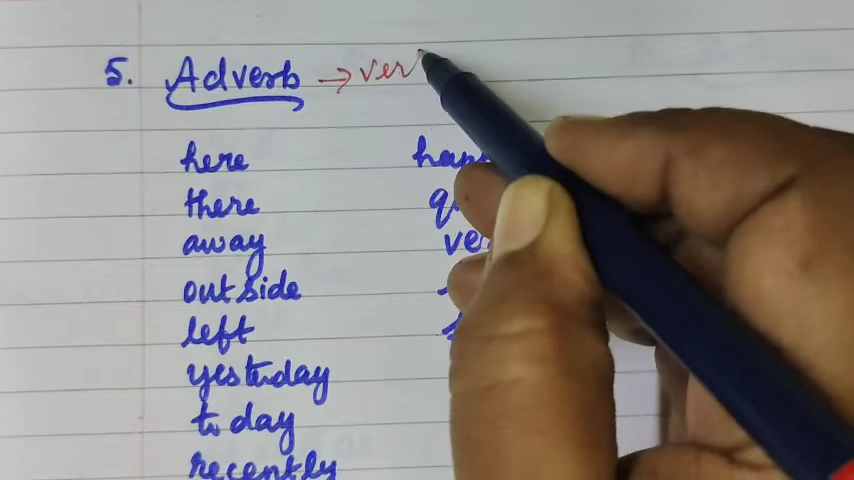 5. Adverb → ver
here
there
away
outside
left
yesterday
today
recently